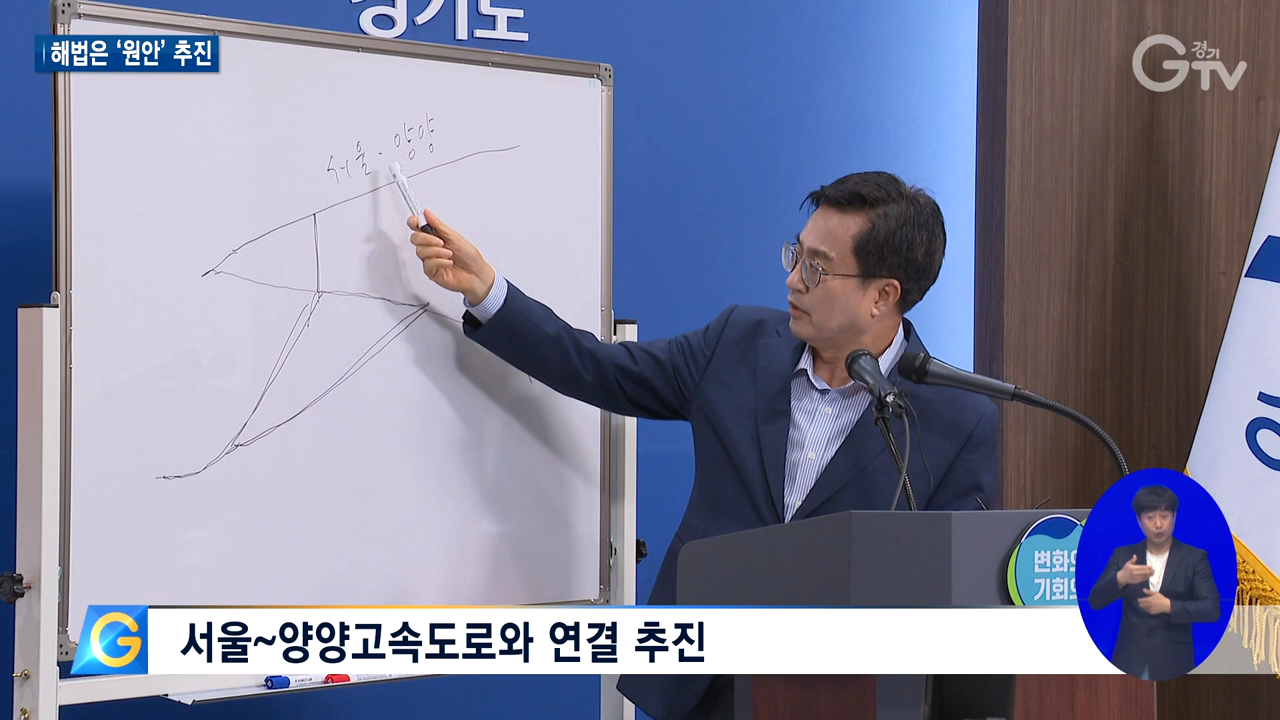 경기도
해법은 ‘원안’ 추진
경기
GTV
서울 - 양양
변화의
기회의
G
서울~양양고속도로와 연결 추진